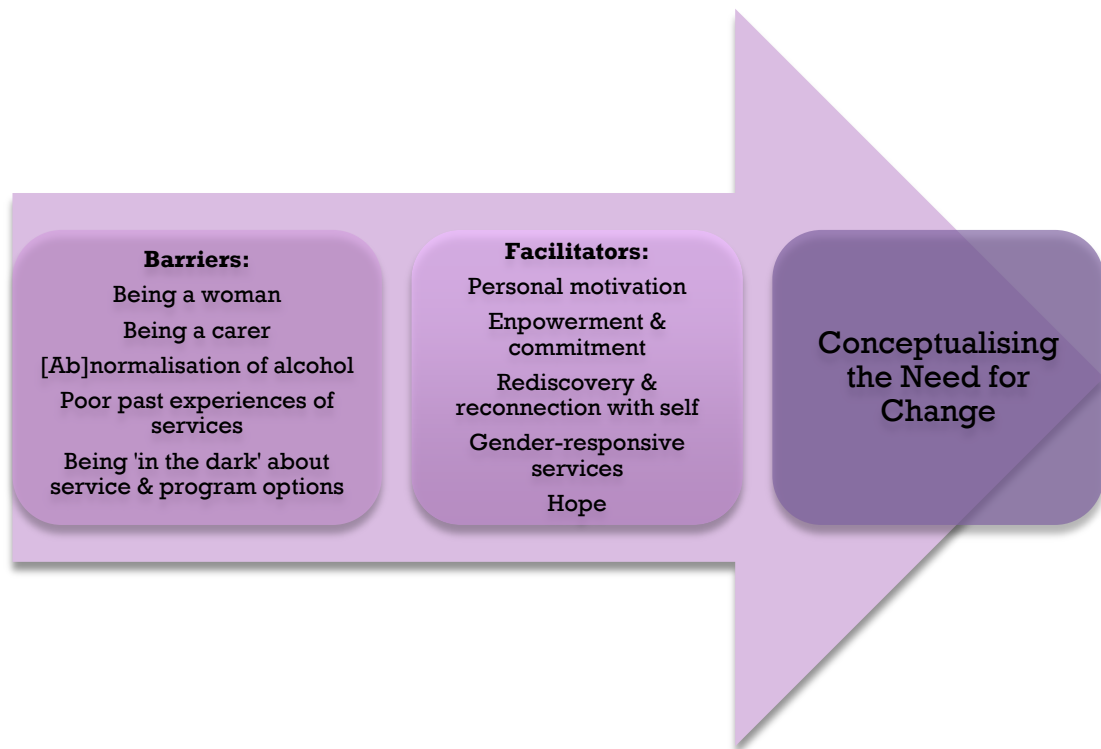 Barriers:
Being a woman
Being a carer
[Ab]normalisation of alcohol
Poor past experiences of
services
Being 'in the dark' about
service & program options
Facilitators:
Personal motivation
Enpowerment &
commitment
Rediscovery &
reconnection with self
Gender-responsive
services
Hope
Conceptualising
the Need for
Change